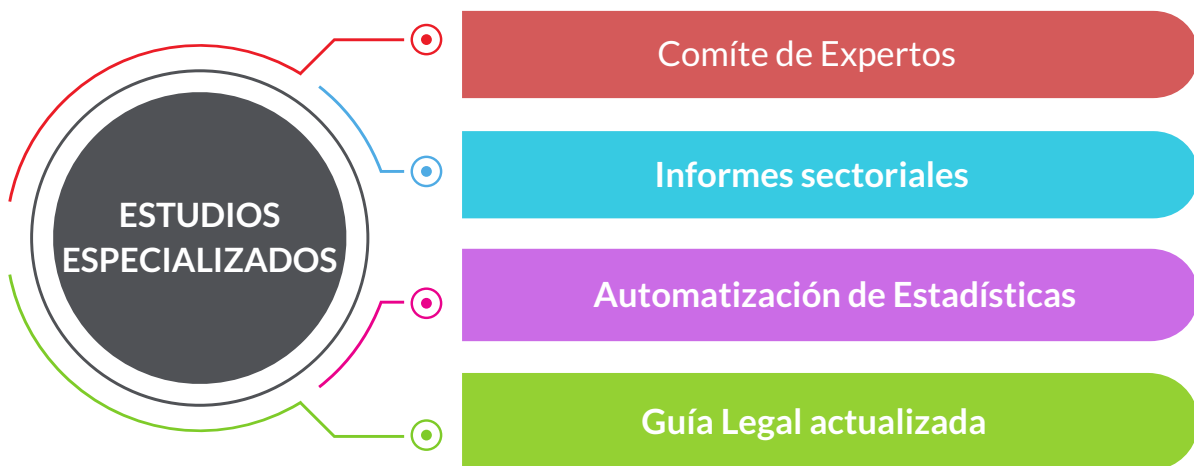 ESTUDIOS
ESPECIALIZADOS
Comíte de Expertos
Informes sectoriales
Automatización de Estadísticas
Guía Legal actualizada